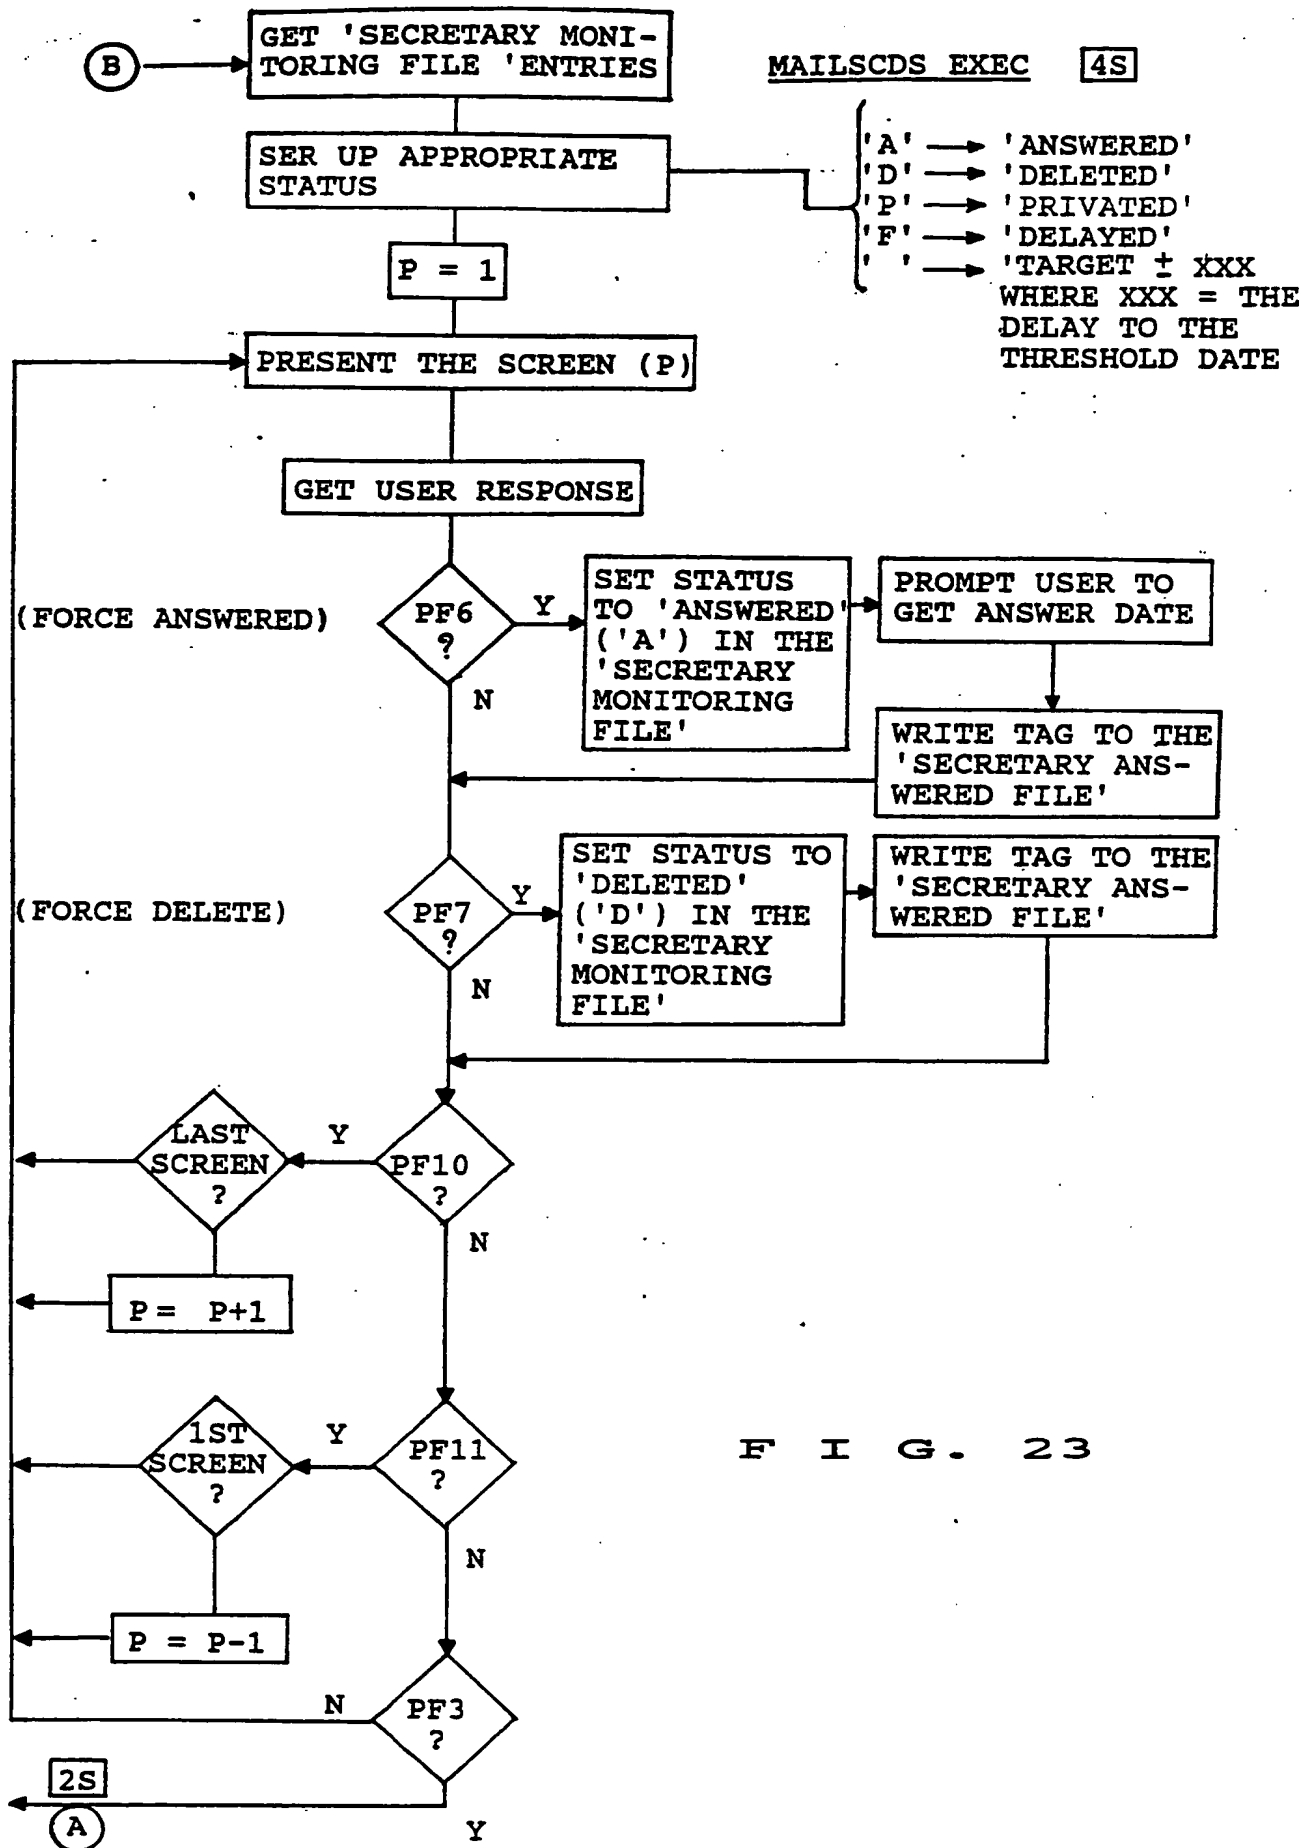 B
GET 'SECRETARY MONI-
TORING FILE 'ENTRIES
MAILSCDS EXEC
4S
SER UP APPROPRIATE
STATUS
'A' → 'ANSWERED'
'D' → 'DELETED'
'P' → 'PRIVATED'
'F' → 'DELAYED'
' ' → 'TARGET ± XXX
WHERE XXX = THE
DELAY TO THE
THRESHOLD DATE
P = 1
PRESENT THE SCREEN (P)
GET USER RESPONSE
(FORCE ANSWERED)
PF6
?
Y
N
SET STATUS
TO 'ANSWERED'
('A') IN THE
'SECRETARY
MONITORING
FILE'
PROMPT USER TO
GET ANSWER DATE
WRITE TAG TO THE
'SECRETARY ANS-
WERED FILE'
(FORCE DELETE)
PF7
?
Y
N
SET STATUS TO
'DELETED'
('D') IN THE
'SECRETARY
MONITORING
FILE'
WRITE TAG TO THE
'SECRETARY ANS-
WERED FILE'
LAST
SCREEN
?
Y
PF10
?
N
P = P+1
1ST
SCREEN
?
Y
PF11
?
N
P = P-1
N
PF3
?
Y
2S
A
FIG. 23